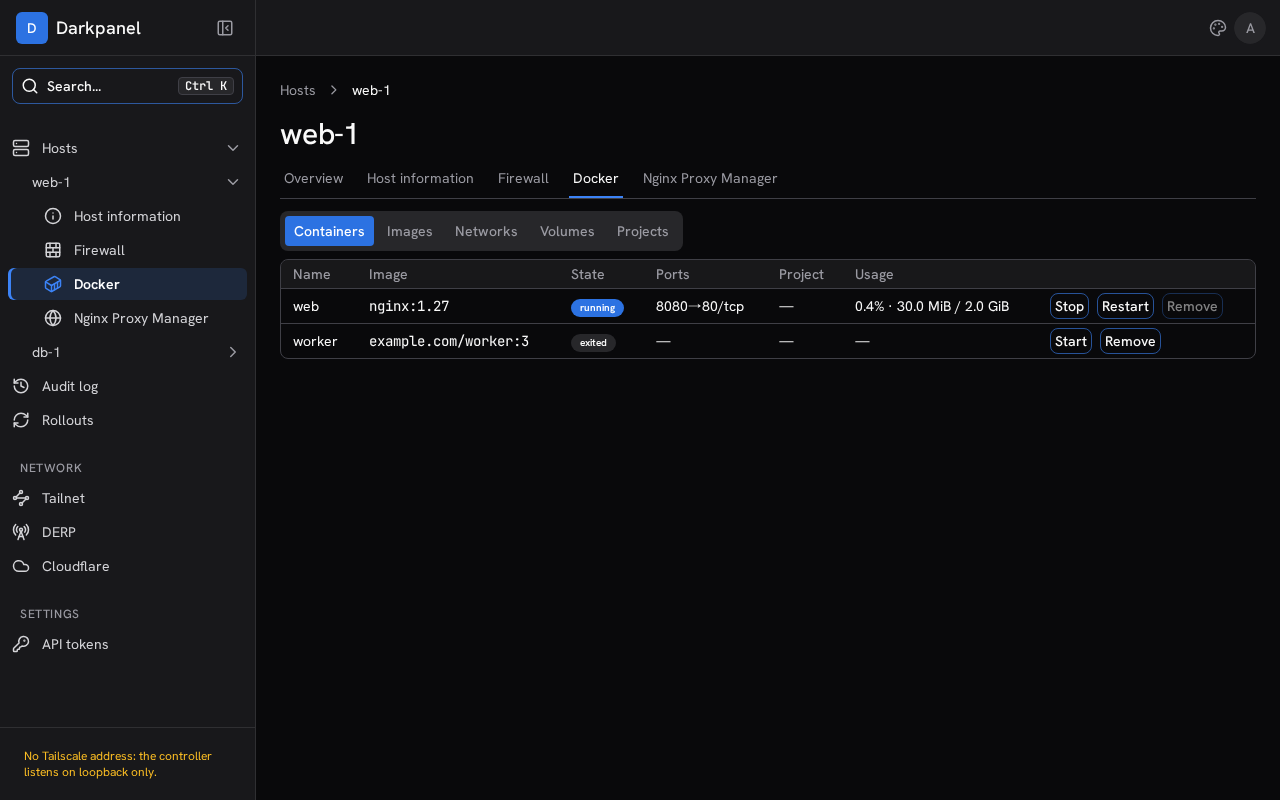 D Darkpanel
A
Search... Ctrl K
Hosts
web-1
Host information
Firewall
Docker
Nginx Proxy Manager
db-1
Audit log
Rollouts
NETWORK
Tailnet
DERP
Cloudflare
SETTINGS
API tokens
No Tailscale address: the controller
listens on loopback only.
Hosts web-1
web-1
Overview Host information Firewall Docker Nginx Proxy Manager
Containers Images Networks Volumes Projects
Name Image State Ports Project Usage
web nginx:1.27 running 8080→80/tcp — 0.4% · 30.0 MiB / 2.0 GiB Stop Restart Remove
worker example.com/worker:3 exited — — — Start Remove